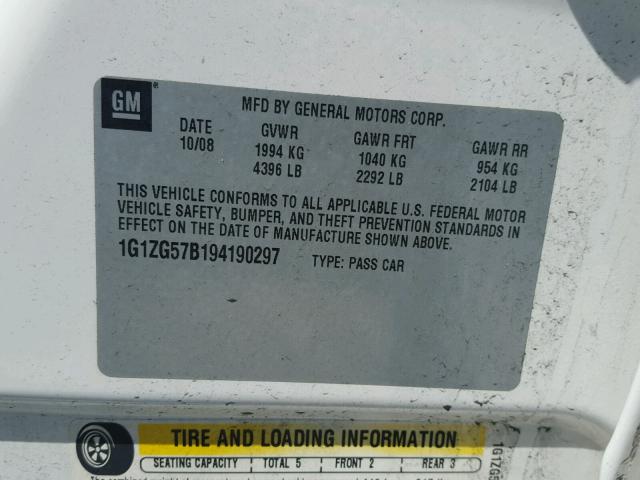 GM ®
MFD BY GENERAL MOTORS CORP.
DATE GVWR GAWR FRT GAWR RR
10/08 1994 KG 1040 KG 954 KG
4396 LB 2292 LB 2104 LB
THIS VEHICLE CONFORMS TO ALL APPLICABLE U.S. FEDERAL MOTOR
VEHICLE SAFETY, BUMPER, AND THEFT PREVENTION STANDARDS IN
EFFECT ON THE DATE OF MANUFACTURE SHOWN ABOVE.
1G1ZG57B194190297 TYPE: PASS CAR
TIRE AND LOADING INFORMATION
SEATING CAPACITY TOTAL 5 FRONT 2 REAR 3
1G1ZG5